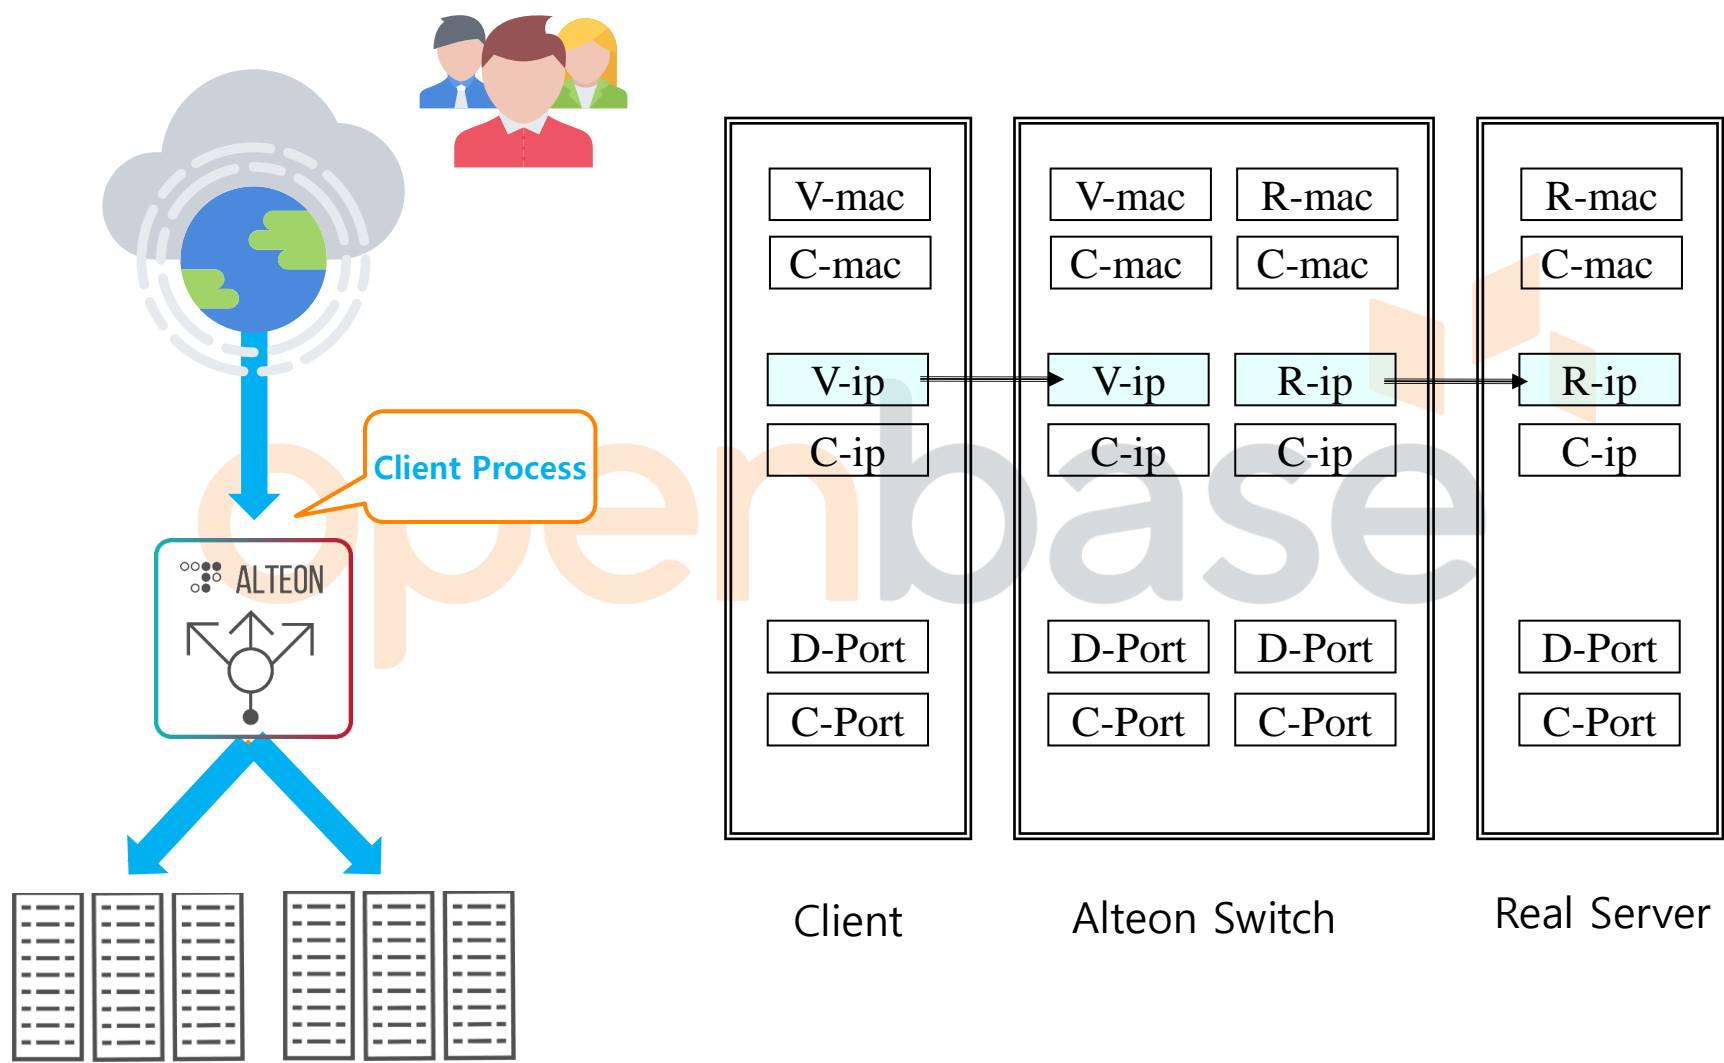 V-mac
V-mac R-mac
R-mac
C-mac
C-mac C-mac
C-mac
V-ip
V-ip R-ip
R-ip
C-ip
C-ip C-ip
C-ip
Client Process
openbase
ALTEON
D-Port
D-Port D-Port
D-Port
C-Port
C-Port C-Port
C-Port
Client
Alteon Switch
Real Server